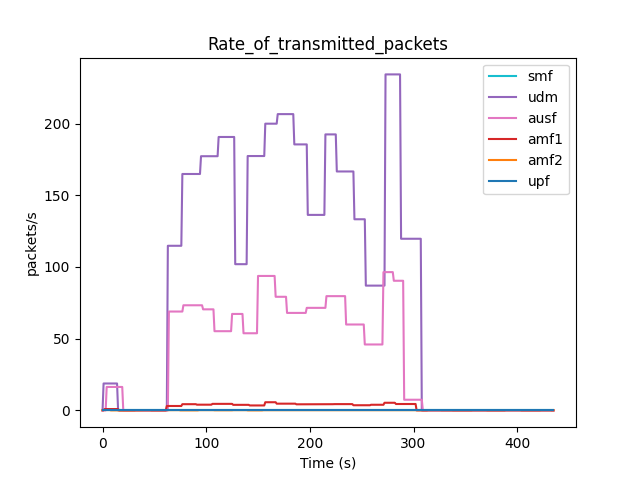 Rate_of_transmitted_packets
smf
udm
ausf
amf1
amf2
upf
packets/s
200
150
100
50
0
0 100 200 300 400
Time (s)